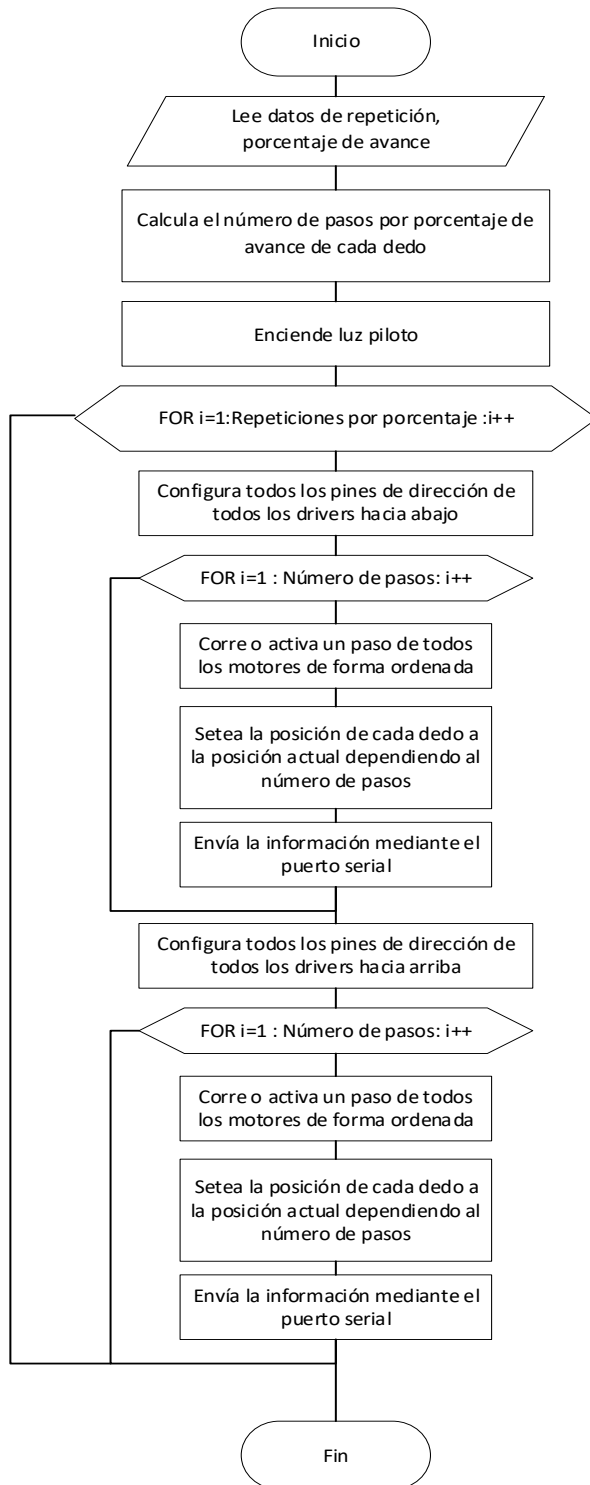 Inicio
Lee datos de repetición,
porcentaje de avance
Calcula el número de pasos por porcentaje de
avance de cada dedo
Enciende luz piloto
FOR i=1:Repeticiones por porcentaje :i++
Configura todos los pines de dirección de
todos los drivers hacia abajo
FOR i=1 : Número de pasos: i++
Corre o activa un paso de todos
los motores de forma ordenada
Setea la posición de cada dedo a
la posición actual dependiendo al
número de pasos
Envía la información mediante el
puerto serial
Configura todos los pines de dirección de
todos los drivers hacia arriba
FOR i=1 : Número de pasos: i++
Corre o activa un paso de todos
los motores de forma ordenada
Setea la posición de cada dedo a
la posición actual dependiendo al
número de pasos
Envía la información mediante el
puerto serial
Fin